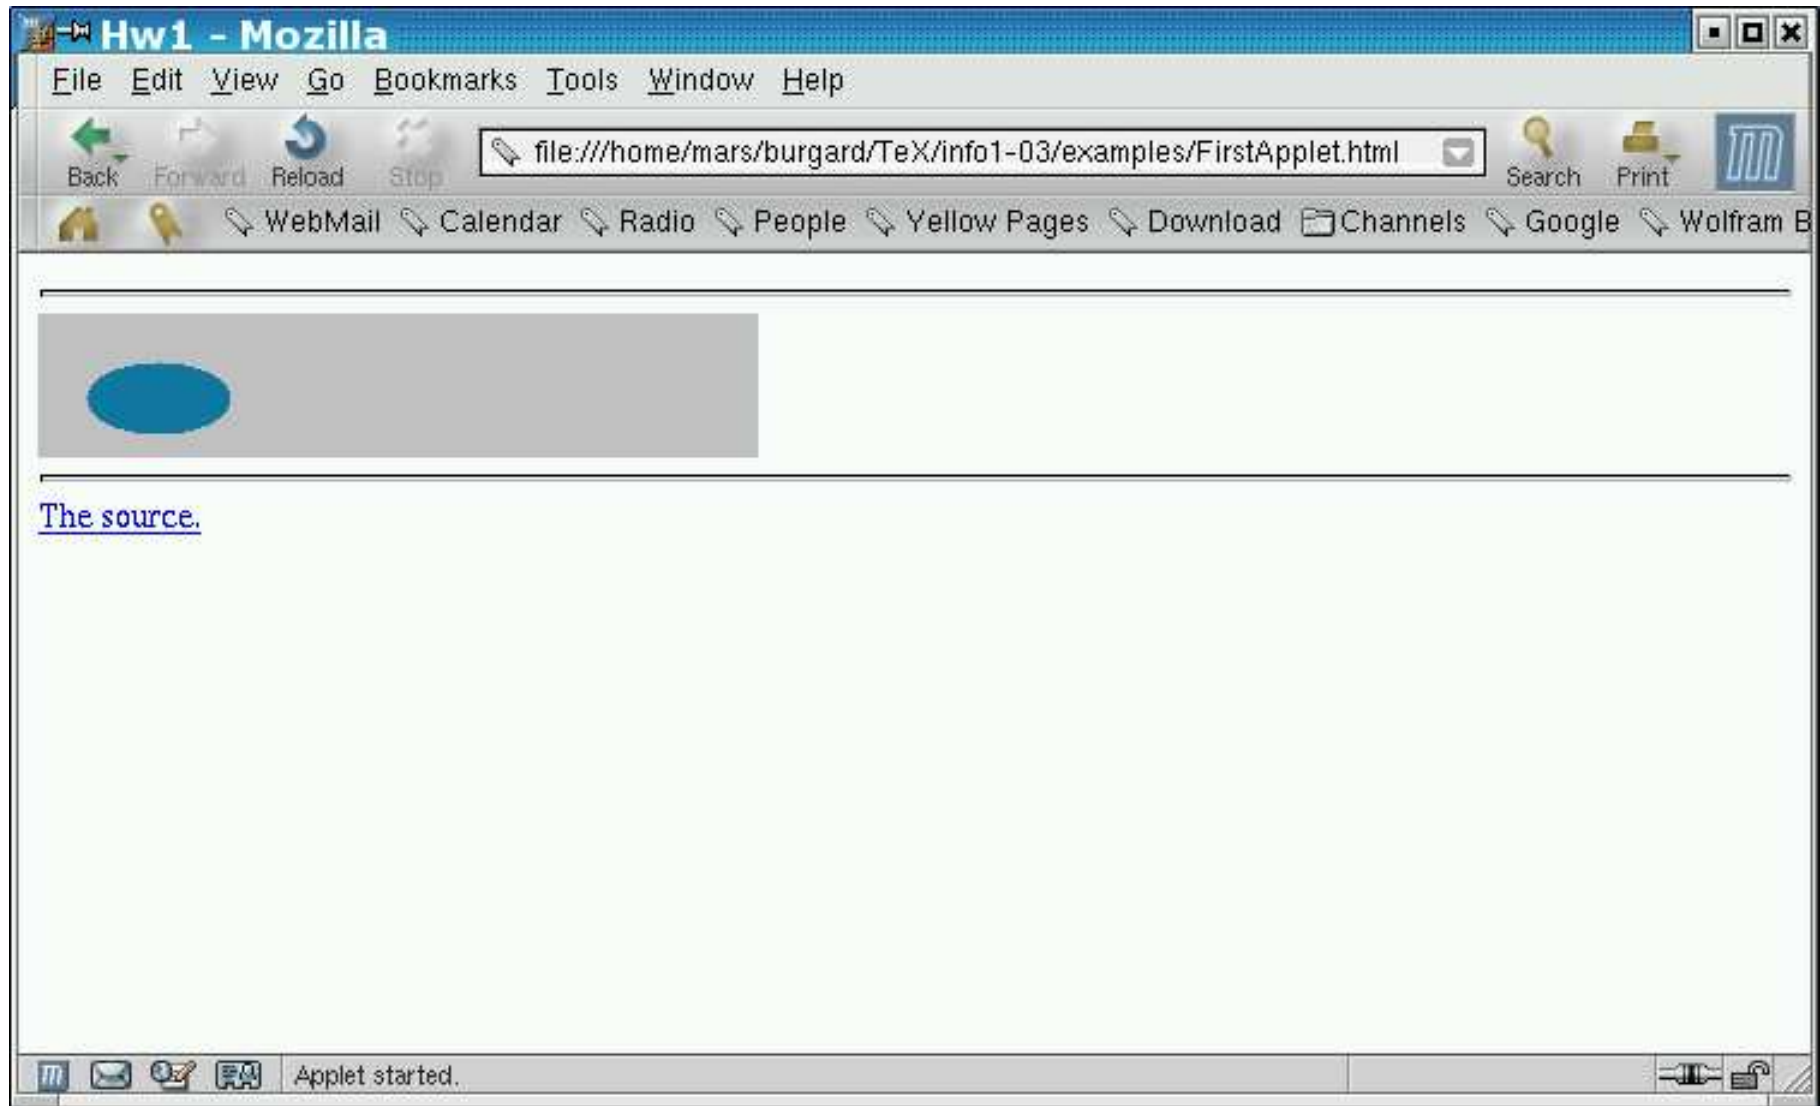 Hw1 - Mozilla
File Edit View Go Bookmarks Tools Window Help
Back Forward Reload Stop file:///home/mars/burgard/TeX/info1-03/examples/FirstApplet.html Search Print
WebMail Calendar Radio People Yellow Pages Download Channels Google Wolfram B
The source.
Applet started.